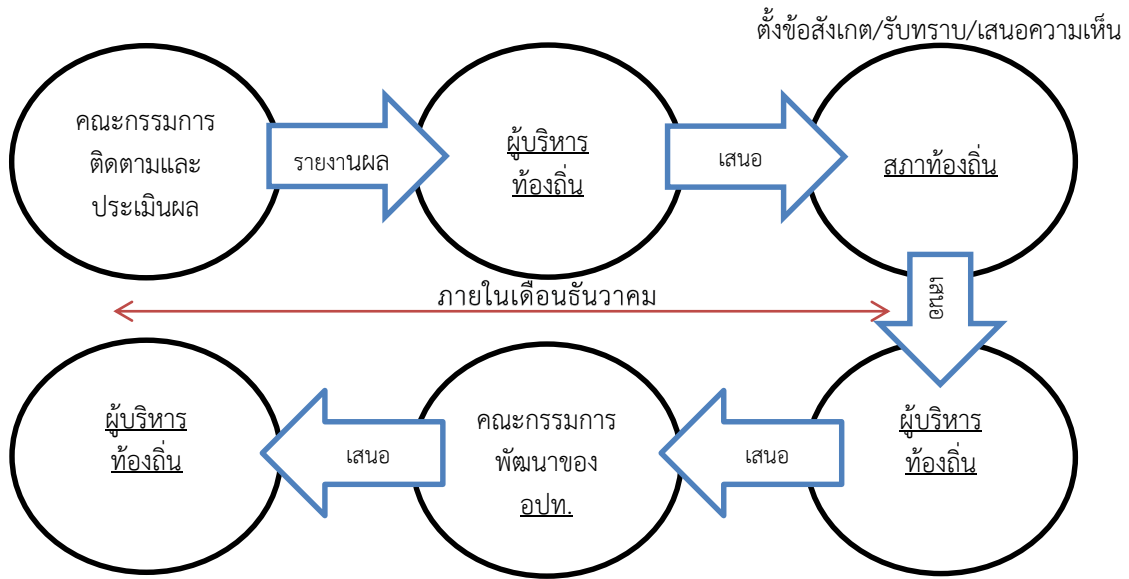 ตั้งข้อสังเกต/รับทราบ/เสนอความเห็น
คณะกรรมการ
ติดตามและ
ประเมินผล
รายงานผล
ผู้บริหาร
ท้องถิ่น
เสนอ
สภาท้องถิ่น
เสนอ
ภายในเดือนธันวาคม
ผู้บริหาร
ท้องถิ่น
เสนอ
คณะกรรมการ
พัฒนาของ
อปท.
เสนอ
ผู้บริหาร
ท้องถิ่น